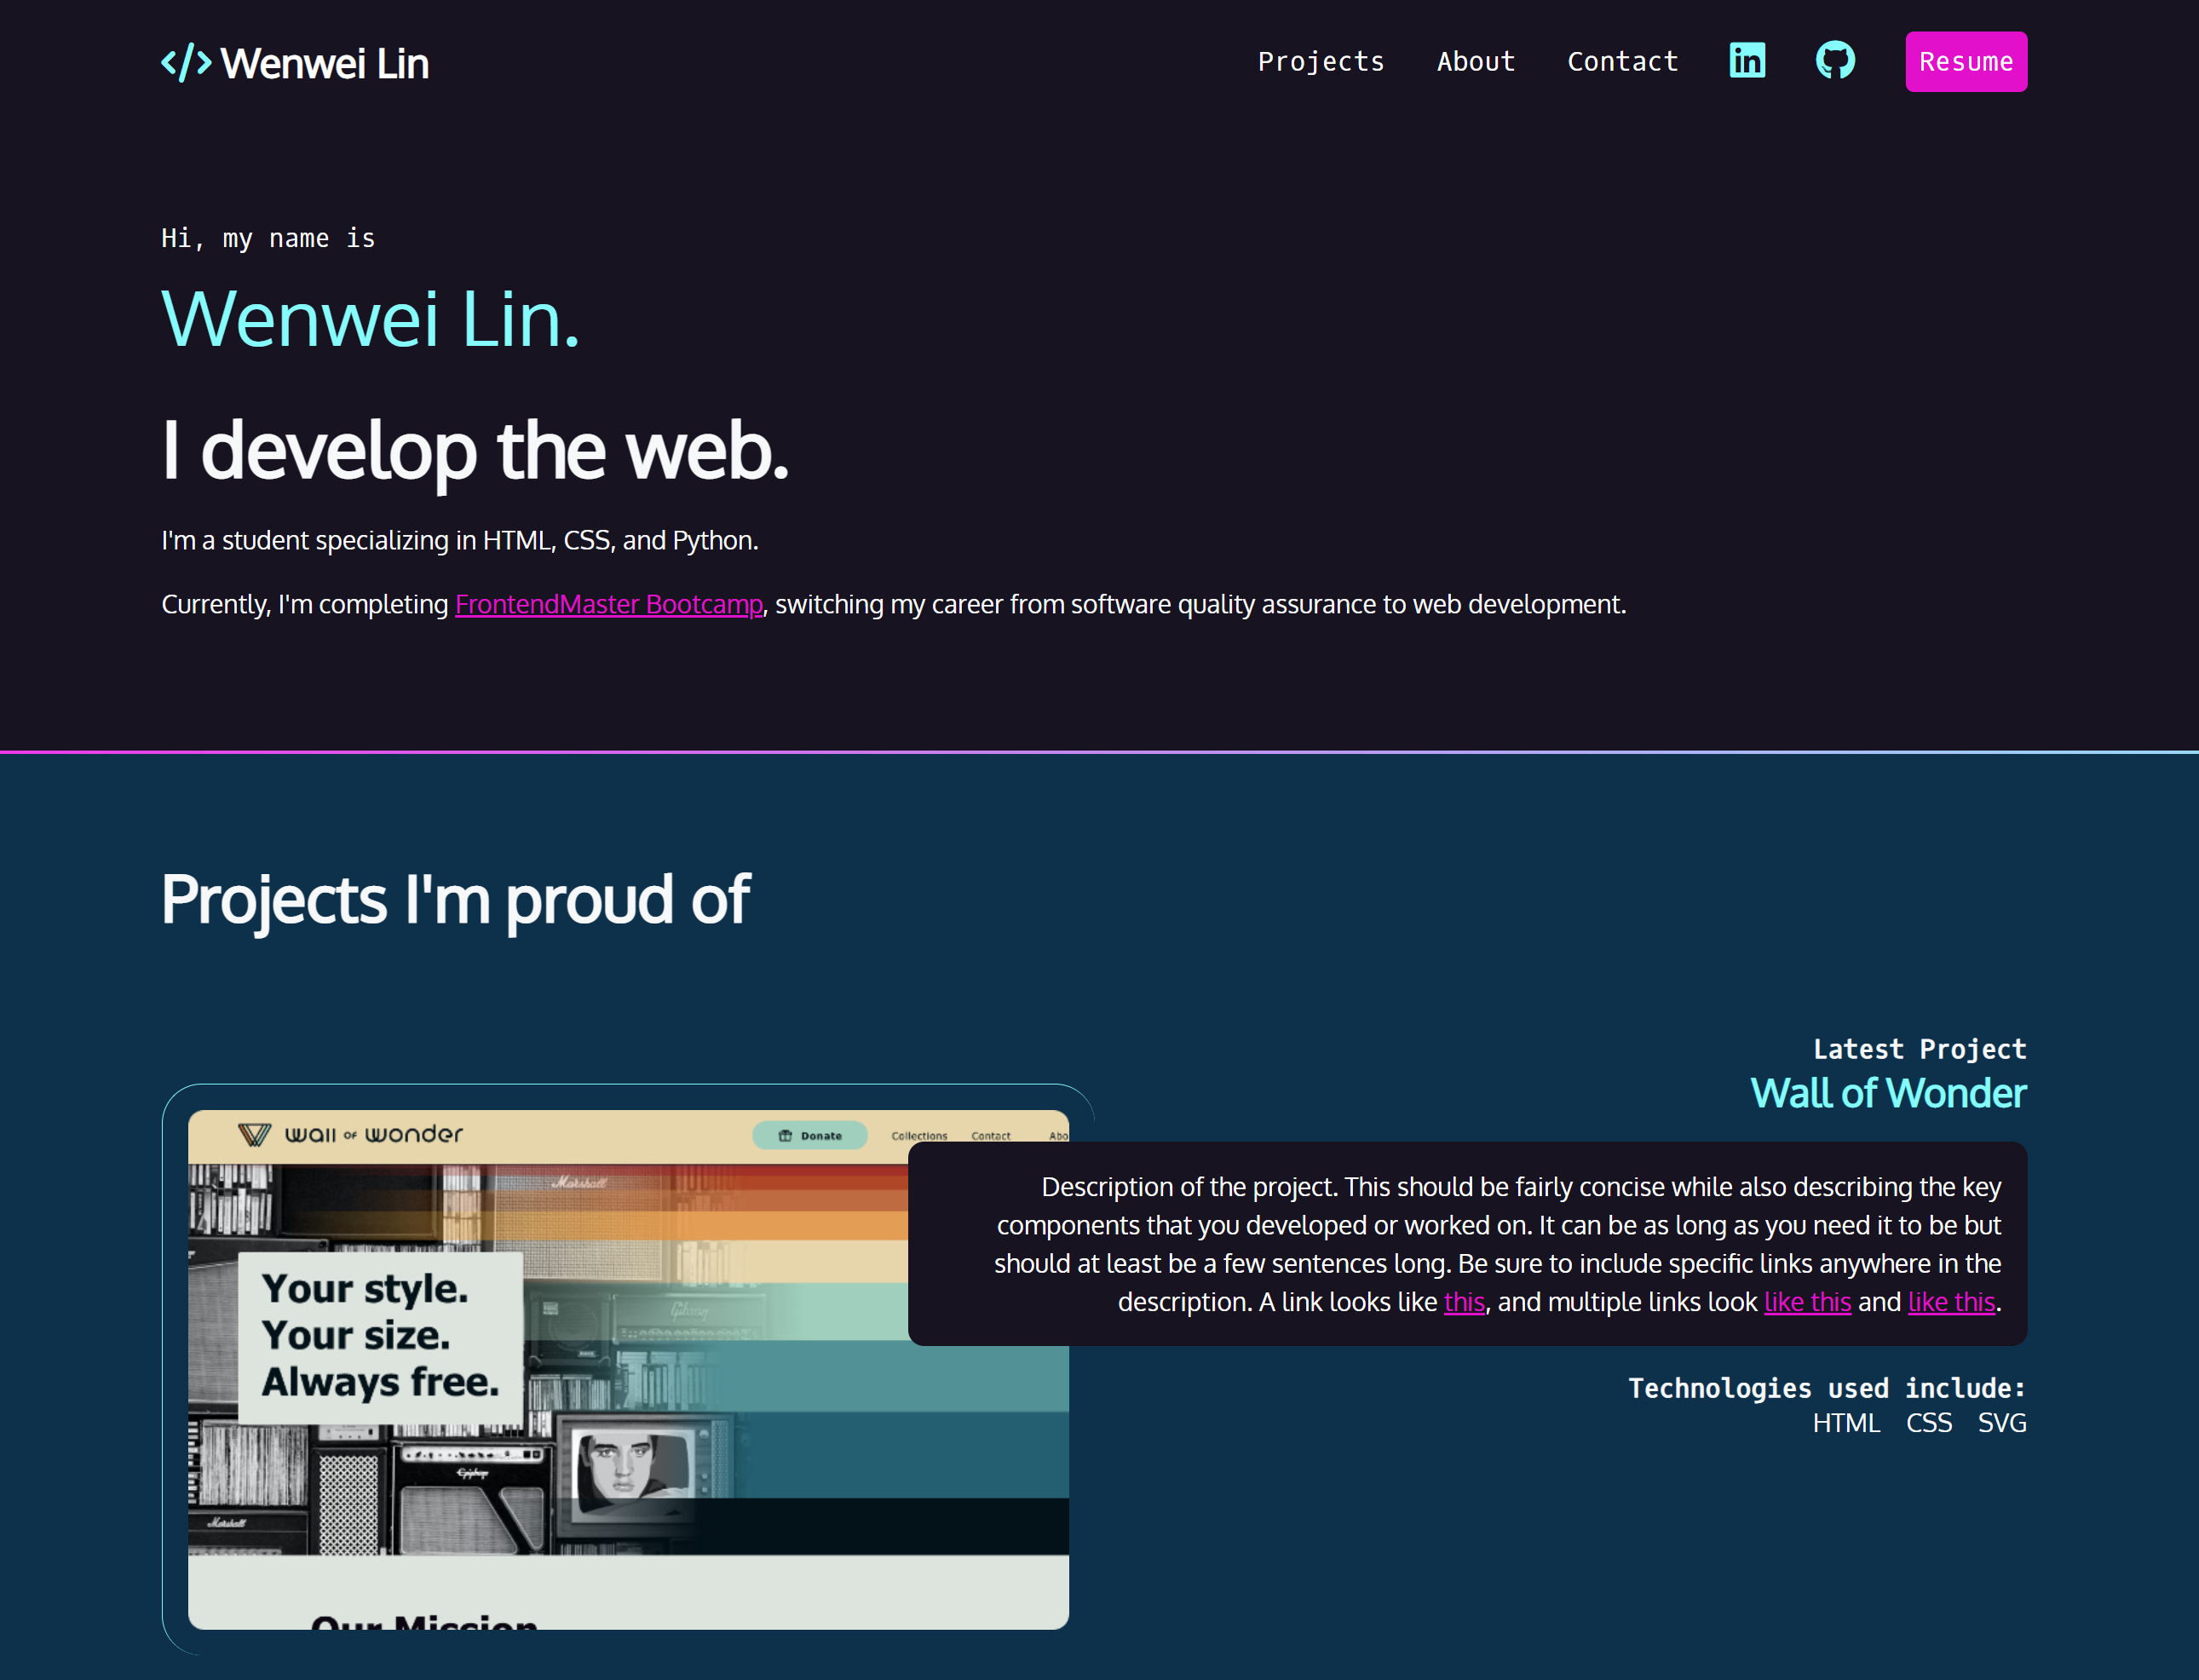 </> Wenwei Lin
Projects About Contact in Resume
Hi, my name is
Wenwei Lin.
I develop the web.
I'm a student specializing in HTML, CSS, and Python.
Currently, I'm completing FrontendMaster Bootcamp, switching my career from software quality assurance to web development.
Projects I'm proud of
Latest Project
Wall of Wonder
wall of wonder
Donate Collections Contact Abo
Marshall
Your style.
Your size.
Always free.
Gibson
Epiphone
Marshall
Our Mission
Description of the project. This should be fairly concise while also describing the key
components that you developed or worked on. It can be as long as you need it to be but
should at least be a few sentences long. Be sure to include specific links anywhere in the
description. A link looks like this, and multiple links look like this and like this.
Technologies used include:
HTML CSS SVG